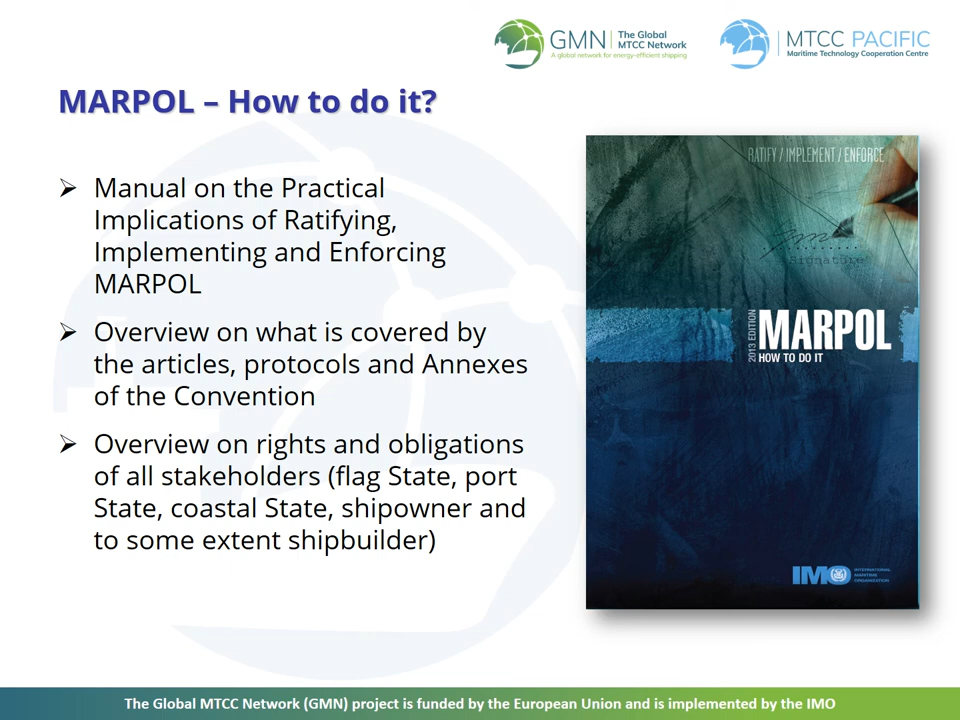 GMN
The Global
MTCC Network
A global network for energy-efficient shipping
MTCC PACIFIC
Maritime Technology Cooperation Centre
MARPOL – How to do it?
Manual on the Practical
Implications of Ratifying,
Implementing and Enforcing
MARPOL
Overview on what is covered by
the articles, protocols and Annexes
of the Convention
Overview on rights and obligations
of all stakeholders (flag State, port
State, coastal State, shipowner and
to some extent shipbuilder)
RATIFY / IMPLEMENT / ENFORCE
Signature
2013 EDITION
MARPOL
HOW TO DO IT
IMO
INTERNATIONAL
MARITIME
ORGANIZATION
The Global MTCC Network (GMN) project is funded by the European Union and is implemented by the IMO